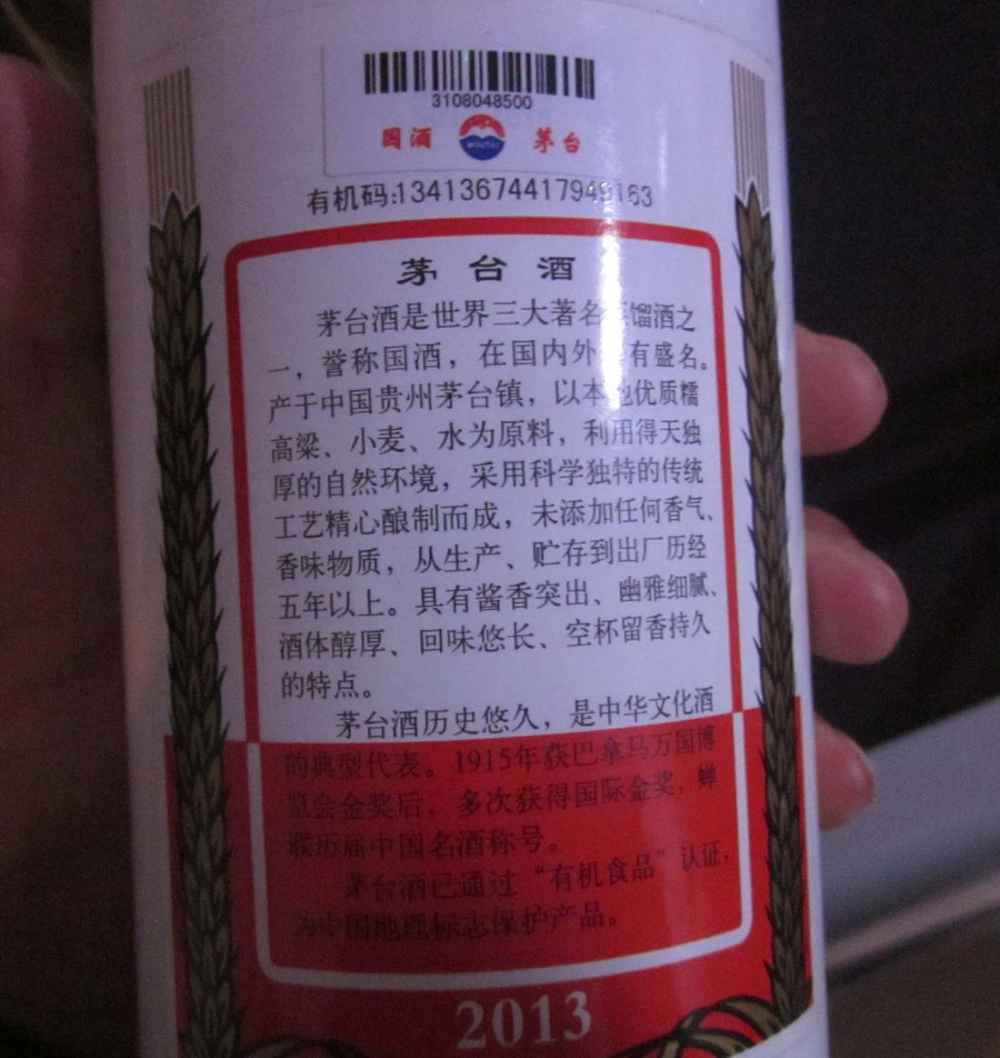 3108048500
国酒 茅台
有机码:13413674417949163
茅台酒
茅台酒是世界三大著名蒸馏酒之
一，誉称国酒，在国内外享有盛名。
产于中国贵州茅台镇，以本地优质糯
高粱、小麦、水为原料，利用得天独
厚的自然环境，采用科学独特的传统
工艺精心酿制而成，未添加任何香气、
香味物质，从生产、贮存到出厂历经
五年以上。具有酱香突出、幽雅细腻、
酒体醇厚、回味悠长、空杯留香持久
的特点。
茅台酒历史悠久，是中华文化酒
的典型代表。1915年获巴拿马万国博
览会金奖后，多次获得国际金奖，蝉
联历届中国名酒称号。
茅台酒已通过“有机食品”认证，
为中国地理标志保护产品。
2013